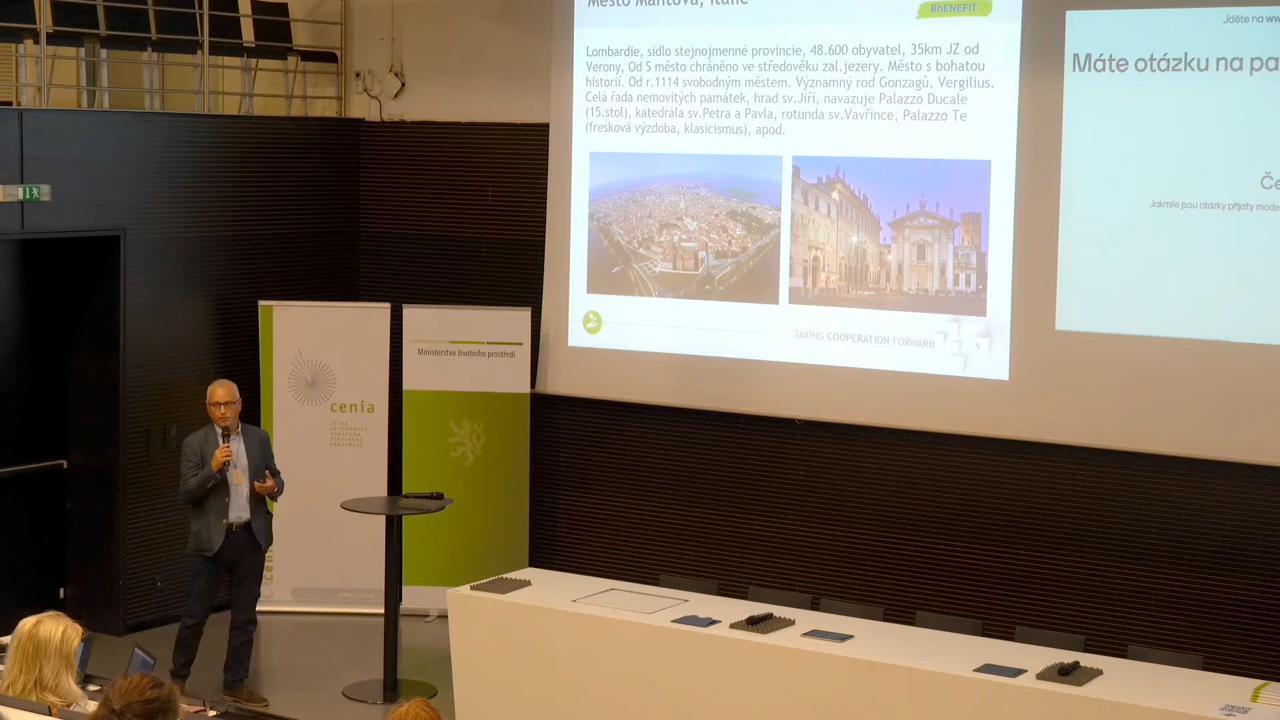 Město Mantova, Itálie
BhENEFIT
Lombardie, sídlo stejnojmenné provincie, 48.600 obyvatel, 35km JZ od
Verony, Od S město chráněno ve středověku zal.jezery. Město s bohatou
historií. Od r.1114 svobodným městem. Významný rod Gonzagů. Vergilius.
Celá řada nemovitých památek, hrad sv.Jiří, navazuje Palazzo Ducale
(15.stol), katedrála sv.Petra a Pavla, rotunda sv.Vavřince, Palazzo Te
(fresková výzdoba, klasicismus), apod.
TAKING COOPERATION FORWARD
5
Jděte na ww
Máte otázku na pa
Če
Jakmile jsou otázky přijaty mode
cenia
Ministerstvo životního prostředí